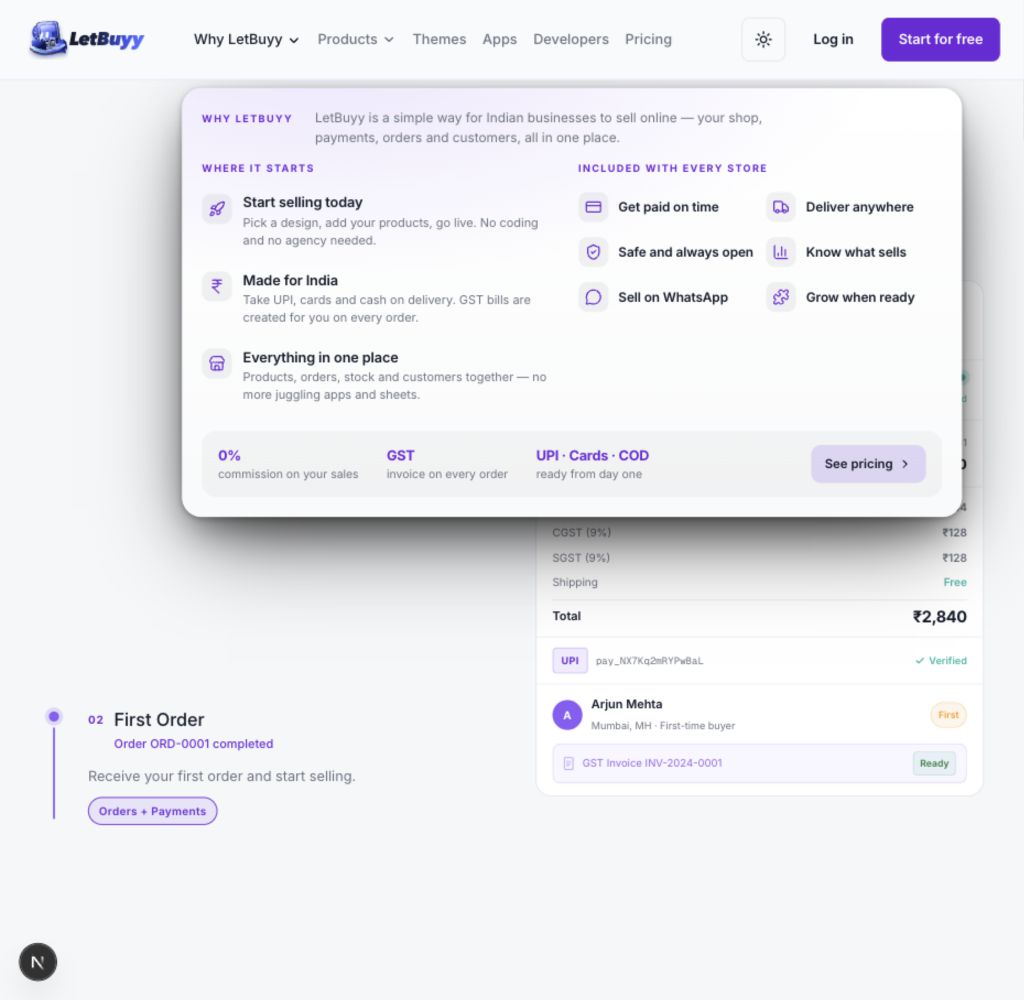 LetBuyy
Why LetBuyy
Products
Themes
Apps
Developers
Pricing
Log in
Start for free
WHY LETBUYY
LetBuyy is a simple way for Indian businesses to sell online — your shop,
payments, orders and customers, all in one place.
WHERE IT STARTS
Start selling today
Pick a design, add your products, go live. No coding
and no agency needed.
Made for India
Take UPI, cards and cash on delivery. GST bills are
created for you on every order.
Everything in one place
Products, orders, stock and customers together — no
more juggling apps and sheets.
INCLUDED WITH EVERY STORE
Get paid on time
Deliver anywhere
Safe and always open
Know what sells
Sell on WhatsApp
Grow when ready
0%
commission on your sales
GST
invoice on every order
UPI · Cards · COD
ready from day one
See pricing
CGST (9%)
₹128
SGST (9%)
₹128
Shipping
Free
Total
₹2,840
UPI
pay_NX7Kq2mRYPwBaL
Verified
A
Arjun Mehta
Mumbai, MH · First-time buyer
First
GST Invoice INV-2024-0001
Ready
02 First Order
Order ORD-0001 completed
Receive your first order and start selling.
Orders + Payments
N